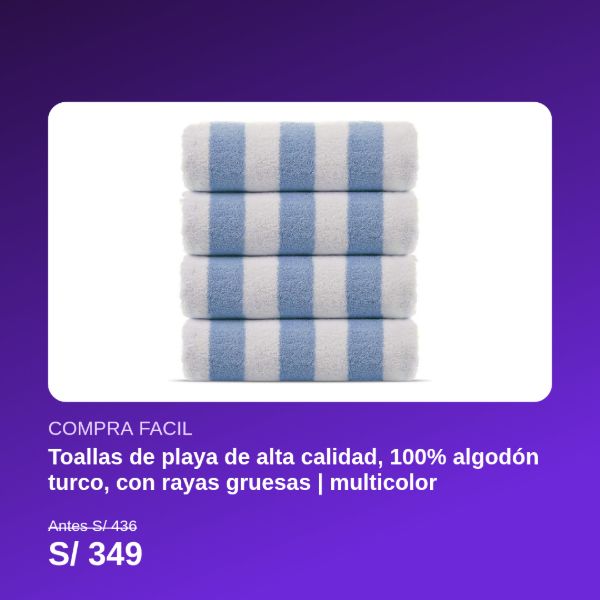 COMPRA FACIL
Toallas de playa de alta calidad, 100% algodón
turco, con rayas gruesas | multicolor
Antes S/ 436
S/ 349